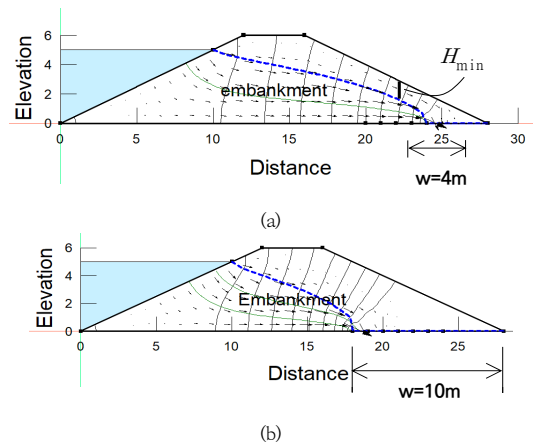 6
4
2
0
Elevation
embankment
H min
0 5 10 15 20 25 30
Distance
w=4m
(a)
6
4
2
0
Elevation
Embankment
0 5 10 15 20 25
Distance
w=10m
(b)